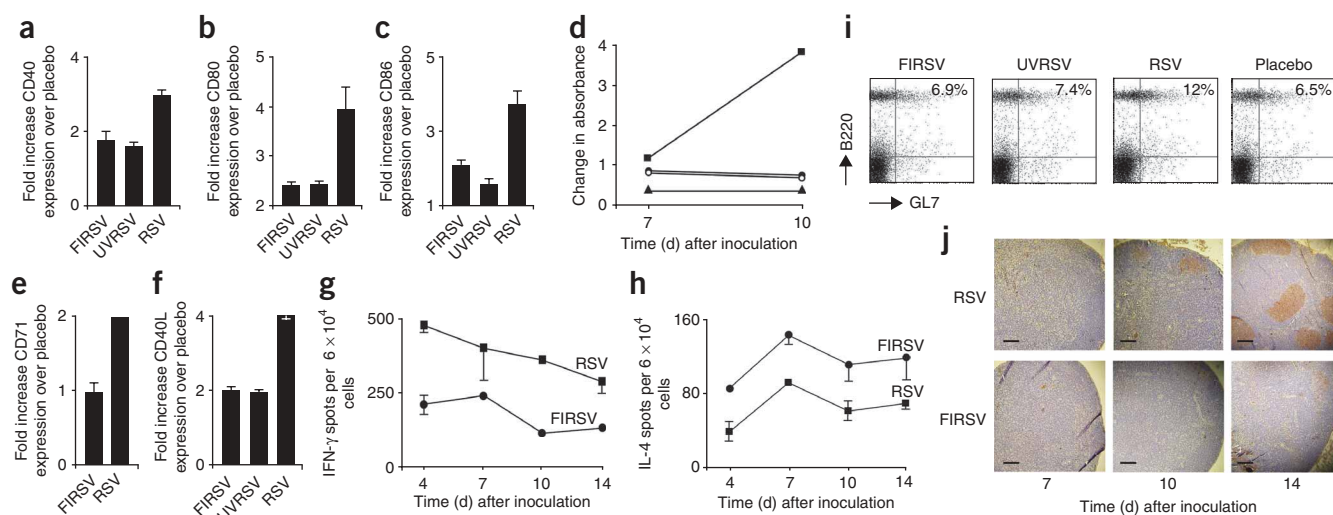 a
Fold increase CD40
expression over placebo
4
2
0
FIRSV
UVRSV
RSV
b
Fold increase CD80
expression over placebo
5
4
3
2
FIRSV
UVRSV
RSV
c
Fold increase CD86
expression over placebo
5
3
1
FIRSV
UVRSV
RSV
d
Change in absorbance
4
3
2
1
0
7
10
Time (d) after inoculation
i
FIRSV
UVRSV
RSV
Placebo
6.9%
7.4%
12%
6.5%
B220
GL7
e
Fold increase CD71
expression over placebo
2
1
0
FIRSV
RSV
f
Fold increase CD40L
expression over placebo
4
2
0
FIRSV
UVRSV
RSV
g
IFN-γ spots per 6 × 10⁴
cells
500
250
0
RSV
FIRSV
4
7
10
14
Time (d) after inoculation
h
IL-4 spots per 6 × 10⁴
cells
160
80
0
FIRSV
RSV
4
7
10
14
Time (d) after inoculation
j
RSV
FIRSV
7
10
14
Time (d) after inoculation